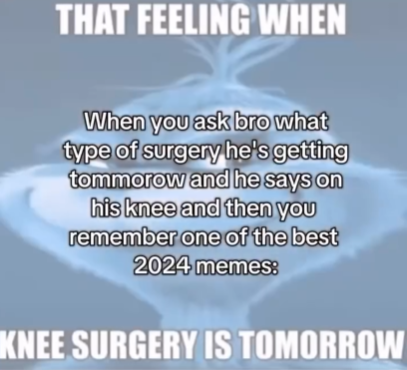 THAT FEELING WHEN
When you ask bro what
type of surgery he's getting
tommorow and he says on
his knee and then you
remember one of the best
2024 memes:
KNEE SURGERY IS TOMORROW